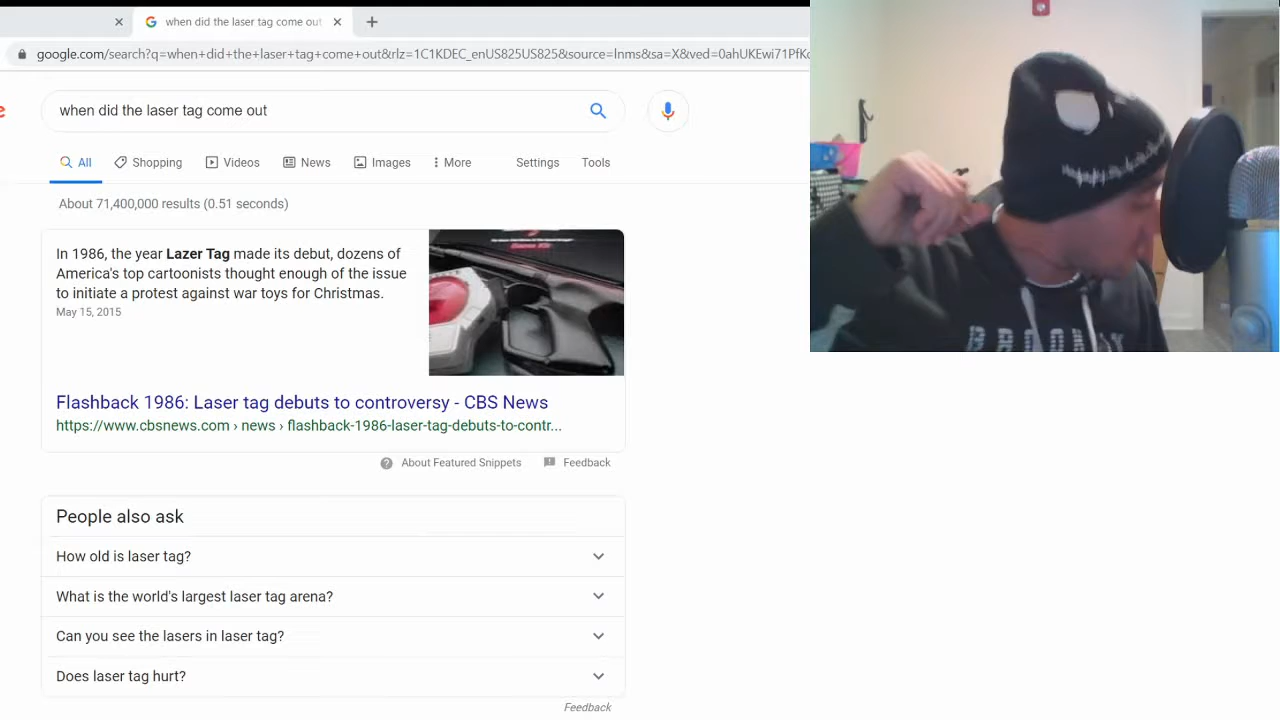 when did the laser tag come out
google.com/search?q=when+did+the+laser+tag+come+out&rlz=1C1KDEC_enUS825US825&source=lnms&sa=X&ved=0ahUKEwi71PfKc
when did the laser tag come out
All
Shopping
Videos
News
Images
More
Settings
Tools
About 71,400,000 results (0.51 seconds)
In 1986, the year Lazer Tag made its debut, dozens of
America's top cartoonists thought enough of the issue
to initiate a protest against war toys for Christmas.
May 15, 2015
Flashback 1986: Laser tag debuts to controversy - CBS News
https://www.cbsnews.com › news › flashback-1986-laser-tag-debuts-to-contr...
About Featured Snippets
Feedback
People also ask
How old is laser tag?
What is the world's largest laser tag arena?
Can you see the lasers in laser tag?
Does laser tag hurt?
Feedback